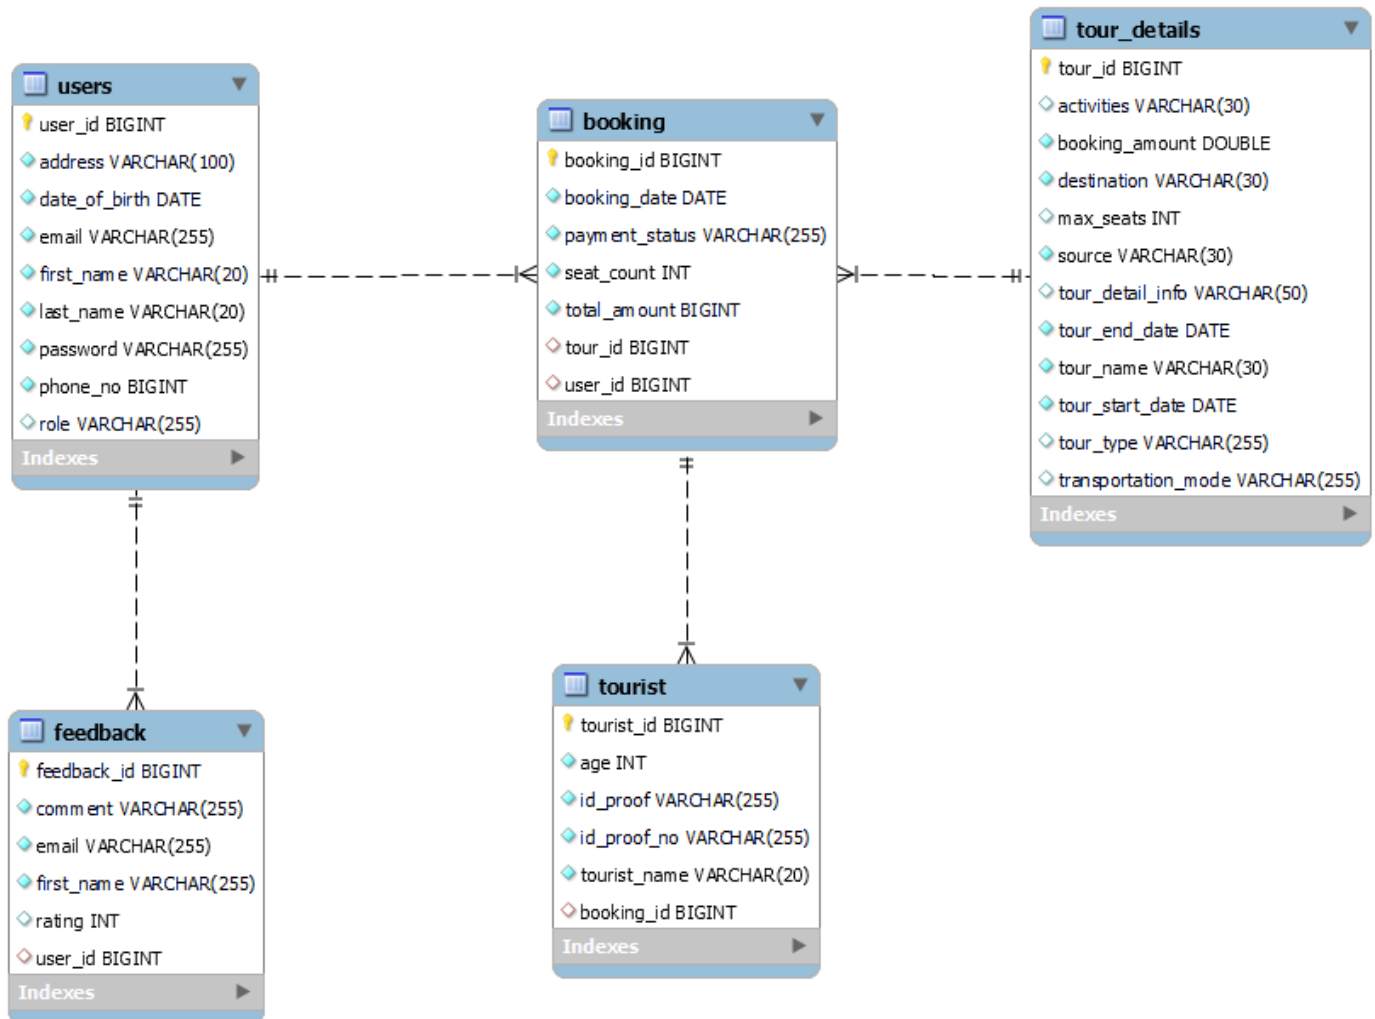 users
user_id BIGINT
address VARCHAR(100)
date_of_birth DATE
email VARCHAR(255)
first_name VARCHAR(20)
last_name VARCHAR(20)
password VARCHAR(255)
phone_no BIGINT
role VARCHAR(255)
Indexes
booking
booking_id BIGINT
booking_date DATE
payment_status VARCHAR(255)
seat_count INT
total_amount BIGINT
tour_id BIGINT
user_id BIGINT
Indexes
tour_details
tour_id BIGINT
activities VARCHAR(30)
booking_amount DOUBLE
destination VARCHAR(30)
max_seats INT
source VARCHAR(30)
tour_detail_info VARCHAR(50)
tour_end_date DATE
tour_name VARCHAR(30)
tour_start_date DATE
tour_type VARCHAR(255)
transportation_mode VARCHAR(255)
Indexes
feedback
feedback_id BIGINT
comment VARCHAR(255)
email VARCHAR(255)
first_name VARCHAR(255)
rating INT
user_id BIGINT
Indexes
tourist
tourist_id BIGINT
age INT
id_proof VARCHAR(255)
id_proof_no VARCHAR(255)
tourist_name VARCHAR(20)
booking_id BIGINT
Indexes